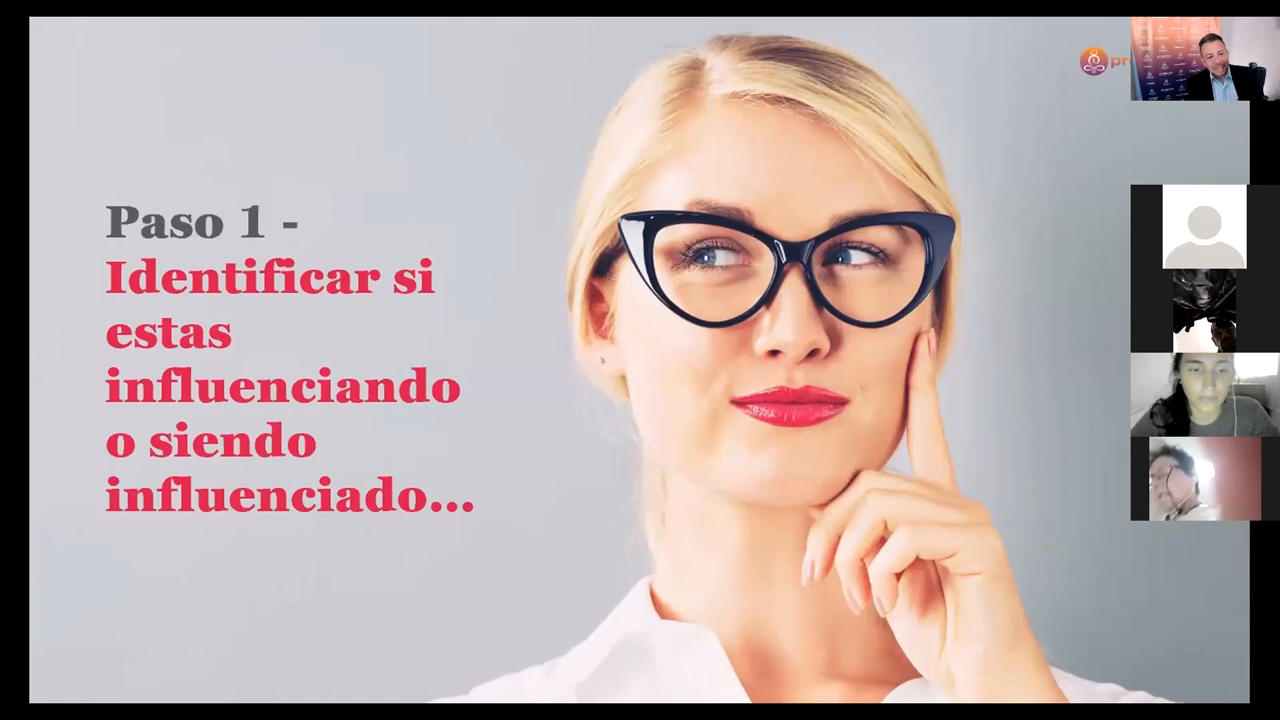 Paso 1 -
Identificar si
estas
influenciando
o siendo
influenciado...